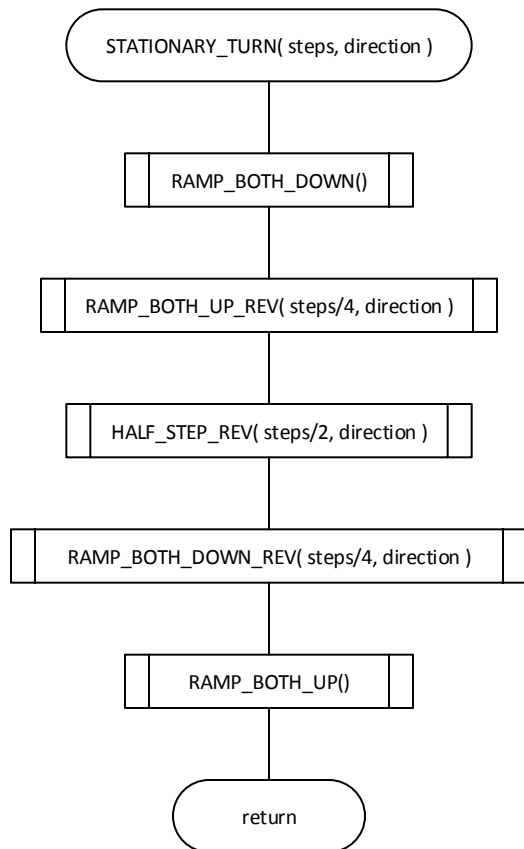 STATIONARY_TURN( steps, direction )
RAMP_BOTH_DOWN()
RAMP_BOTH_UP_REV( steps/4, direction )
HALF_STEP_REV( steps/2, direction )
RAMP_BOTH_DOWN_REV( steps/4, direction )
RAMP_BOTH_UP()
return